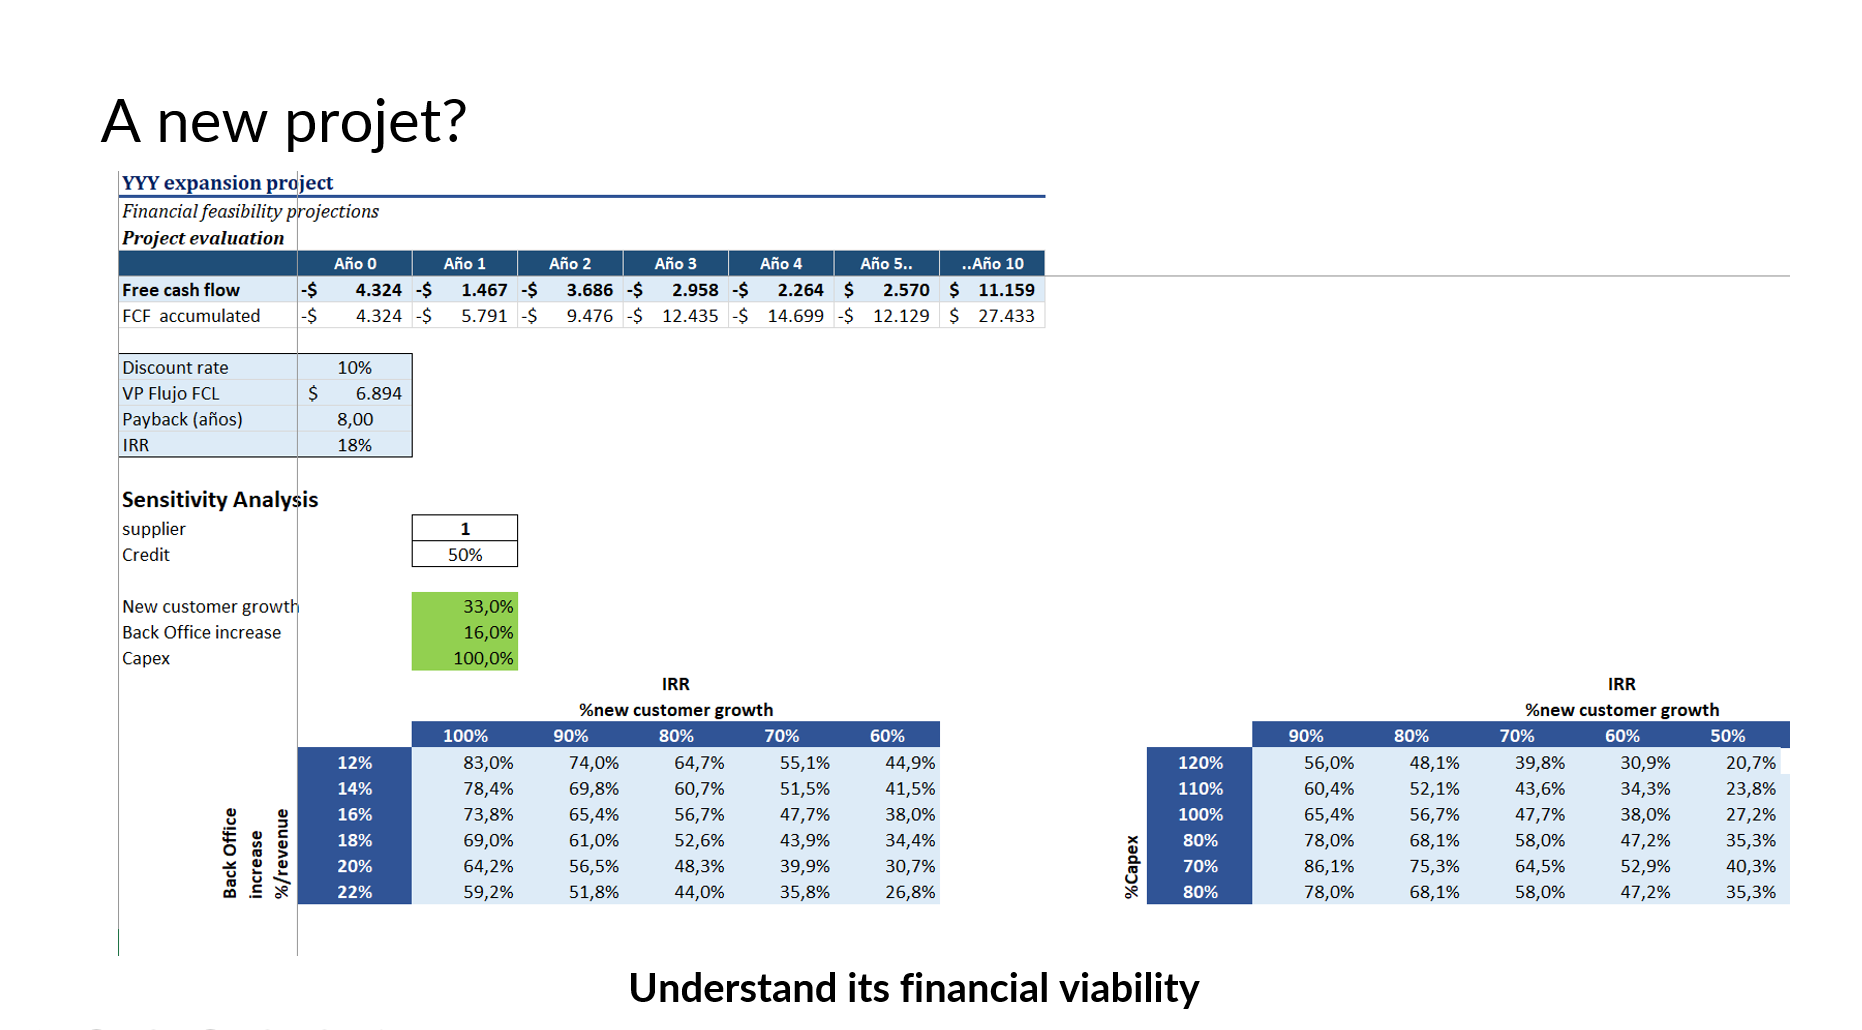 A new projet?
YYY expansion project
Financial feasibility projections
Project evaluation
Año 0 Año 1 Año 2 Año 3 Año 4 Año 5.. ..Año 10
Free cash flow -$ 4.324 -$ 1.467 -$ 3.686 -$ 2.958 -$ 2.264 $ 2.570 $ 11.159
FCF accumulated -$ 4.324 -$ 5.791 -$ 9.476 -$ 12.435 -$ 14.699 -$ 12.129 $ 27.433
Discount rate 10%
VP Flujo FCL $ 6.894
Payback (años) 8,00
IRR 18%
Sensitivity Analysis
supplier 1
Credit 50%
New customer growth 33,0%
Back Office increase 16,0%
Capex 100,0%
IRR
%new customer growth
100% 90% 80% 70% 60%
12% 83,0% 74,0% 64,7% 55,1% 44,9%
14% 78,4% 69,8% 60,7% 51,5% 41,5%
16% 73,8% 65,4% 56,7% 47,7% 38,0%
18% 69,0% 61,0% 52,6% 43,9% 34,4%
20% 64,2% 56,5% 48,3% 39,9% 30,7%
22% 59,2% 51,8% 44,0% 35,8% 26,8%
Back Office
increase
%/revenue
IRR
%new customer growth
90% 80% 70% 60% 50%
120% 56,0% 48,1% 39,8% 30,9% 20,7%
110% 60,4% 52,1% 43,6% 34,3% 23,8%
100% 65,4% 56,7% 47,7% 38,0% 27,2%
80% 78,0% 68,1% 58,0% 47,2% 35,3%
70% 86,1% 75,3% 64,5% 52,9% 40,3%
80% 78,0% 68,1% 58,0% 47,2% 35,3%
%Capex
Understand its financial viability